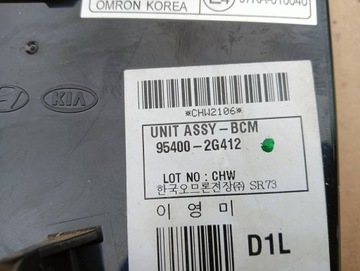 OMRON KOREA
KIA
*CHW2106*
UNIT ASSY-BCM
95400-2G412
LOT NO : CHW
한국오므론전장(주) SR73
이 영 미
D1L